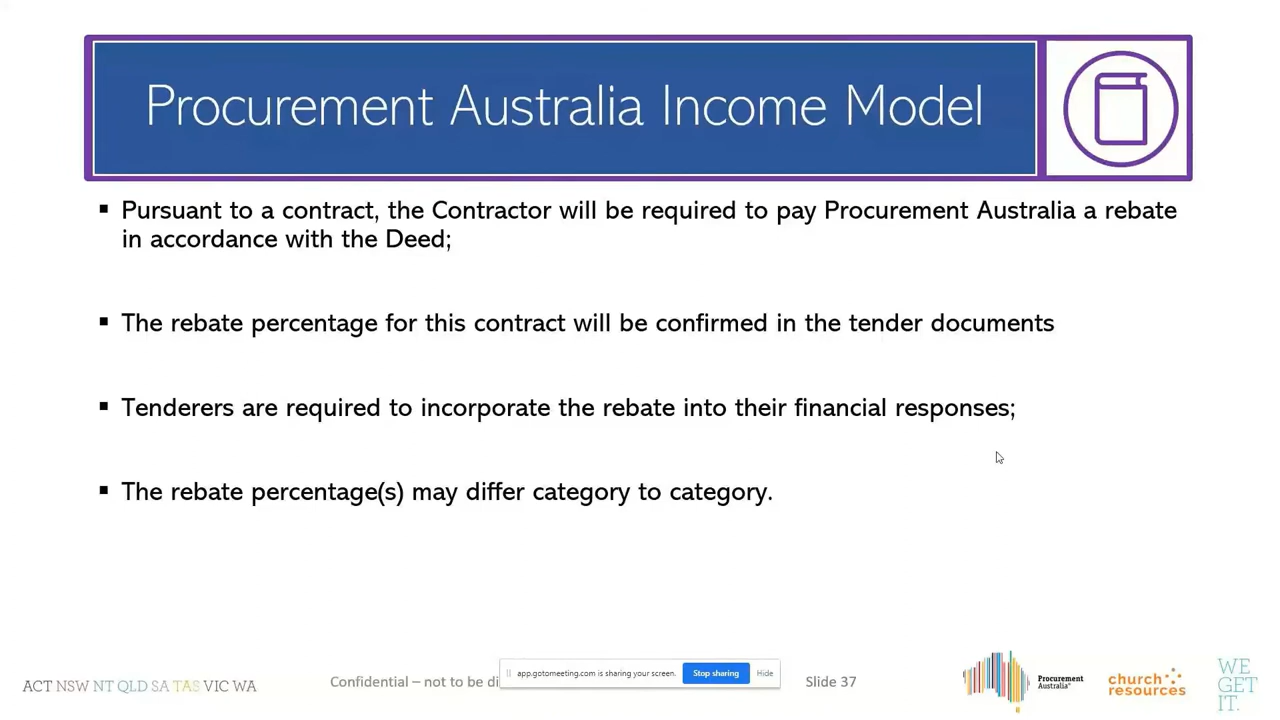 Procurement Australia Income Model
▪ Pursuant to a contract, the Contractor will be required to pay Procurement Australia a rebate
in accordance with the Deed;
▪ The rebate percentage for this contract will be confirmed in the tender documents
▪ Tenderers are required to incorporate the rebate into their financial responses;
▪ The rebate percentage(s) may differ category to category.
ACT NSW NT QLD SA TAS VIC WA
Confidential – not to be di
app.gotomeeting.com is sharing your screen.
Stop sharing
Hide
Slide 37
Procurement
Australia
church
resources
WE
GET
IT.